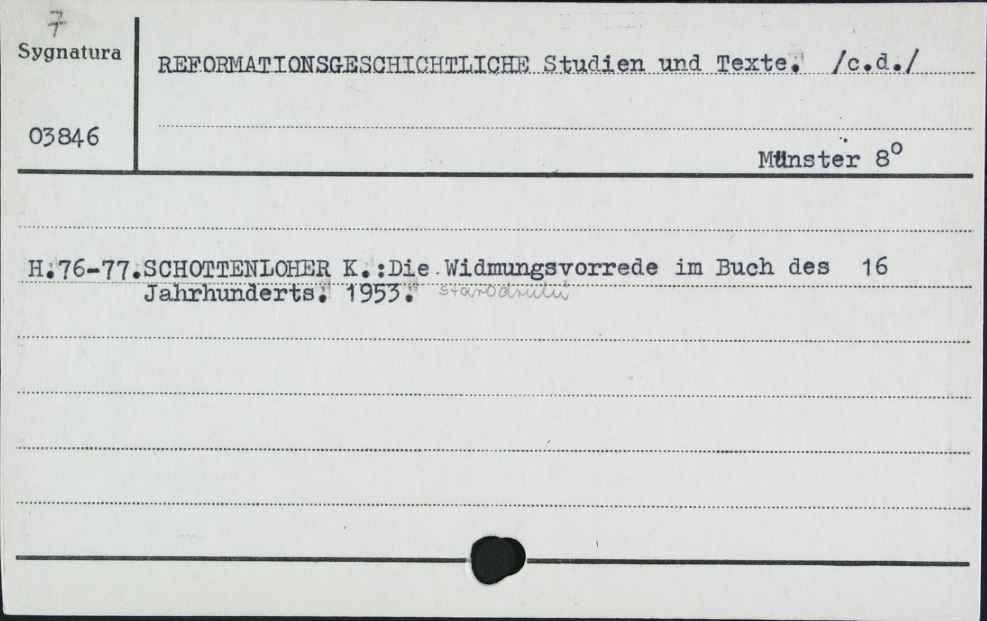 7
Sygnatura
REFORMATIONSGESCHICHTLICHE Studien und Texte. /c.d./
03846
Münster 8º
H.76-77.SCHOTTENLOHER K.:Die Widmungsvorrede im Buch des 16
Jahrhunderts. 1953.